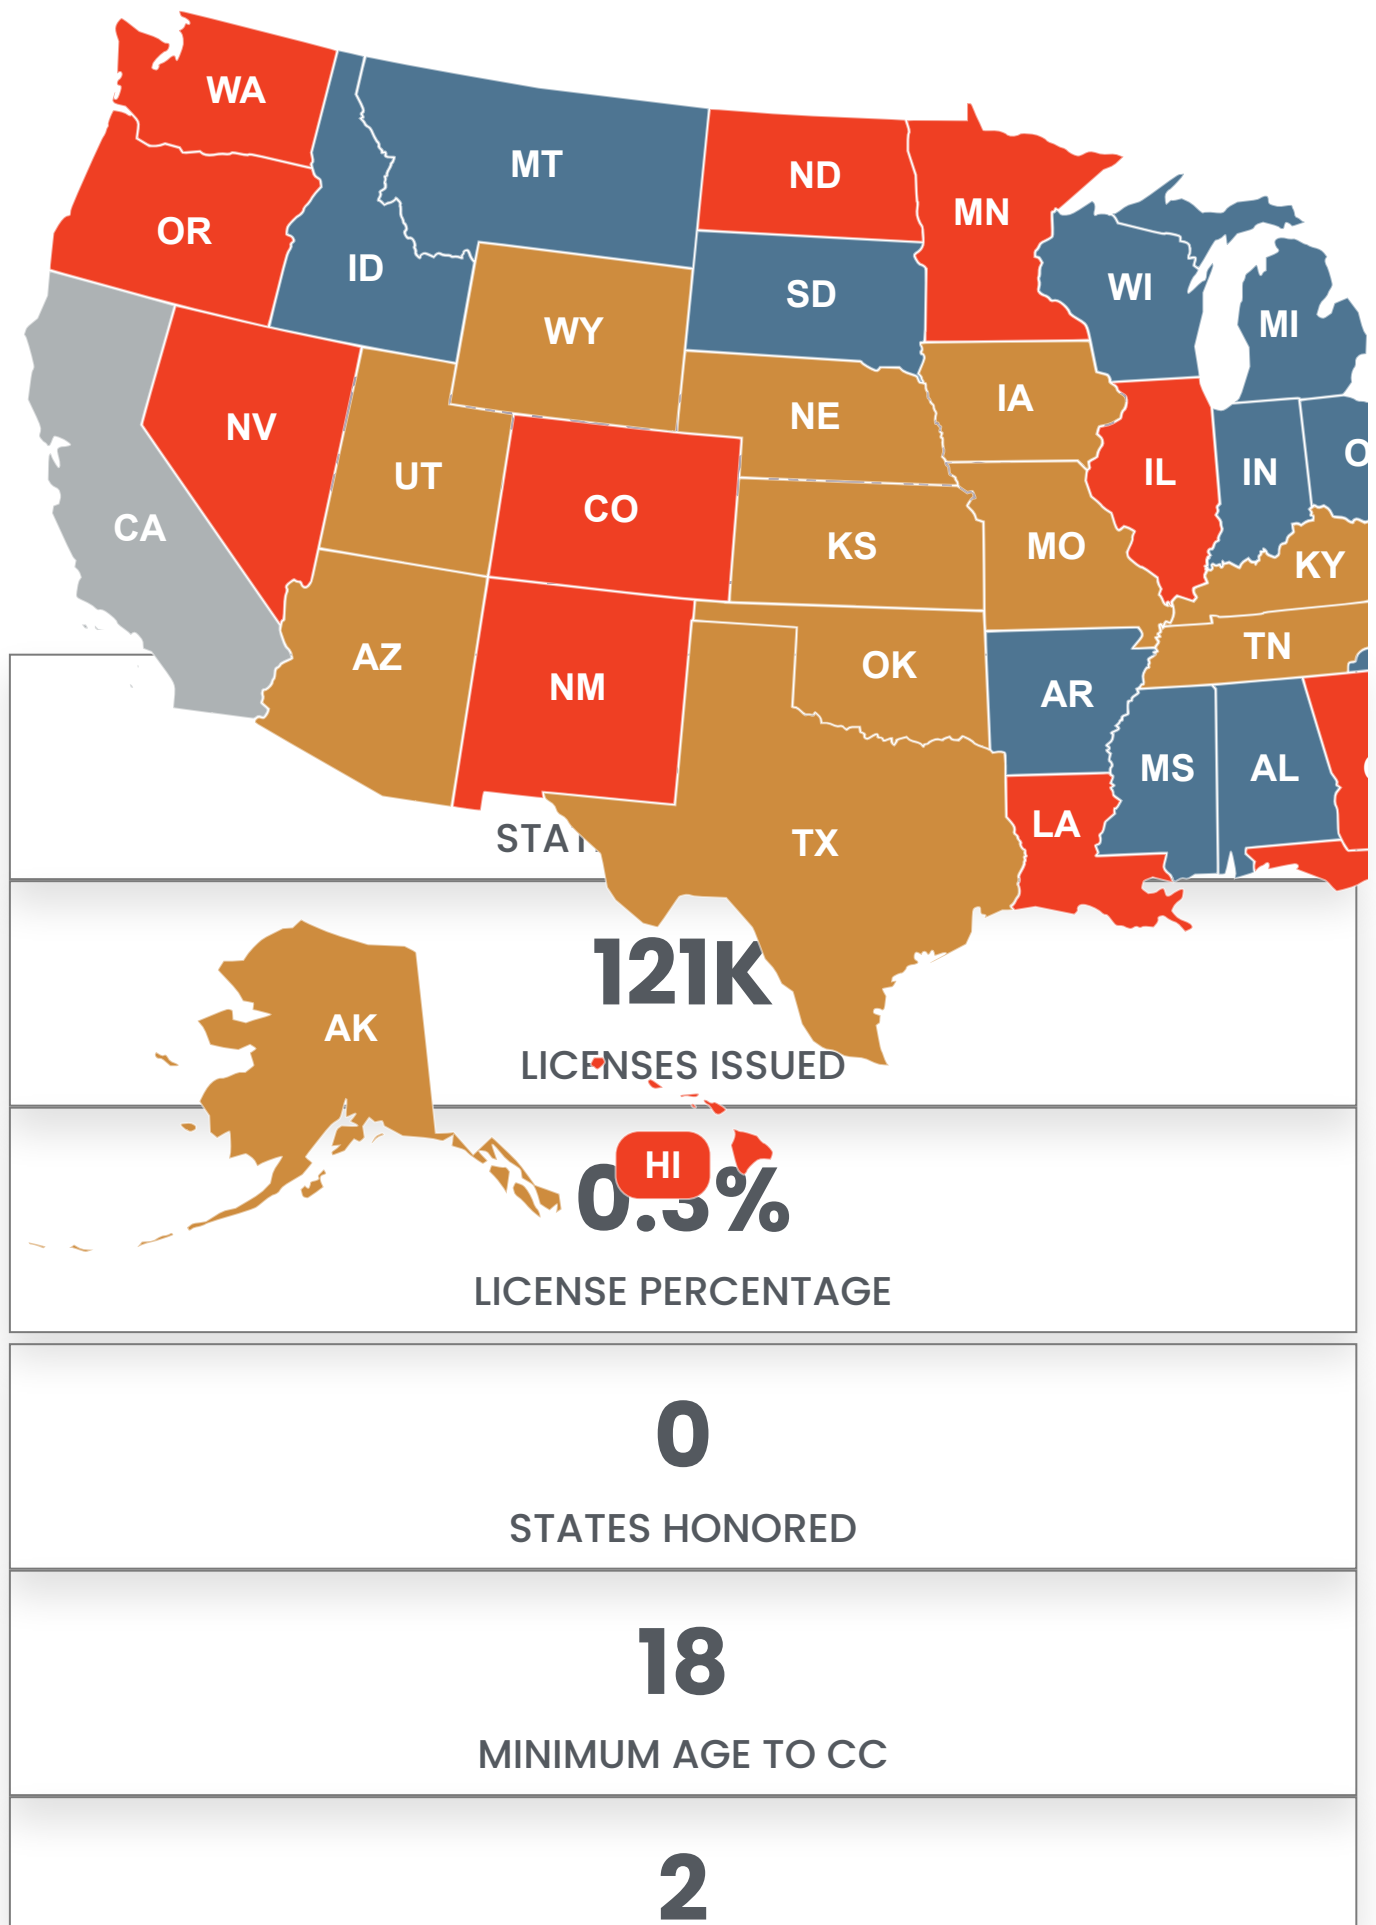 WA
MT
ND
MN
OR
ID
SD
WI
MI
WY
NE
IA
NV
UT
CO
IL
IN
O
CA
KS
MO
KY
AZ
NM
OK
TN
AR
MS
AL
LA
TX
121K
AK
LICENSES ISSUED
HI
0.3%
LICENSE PERCENTAGE
0
STATES HONORED
18
MINIMUM AGE TO CC
2